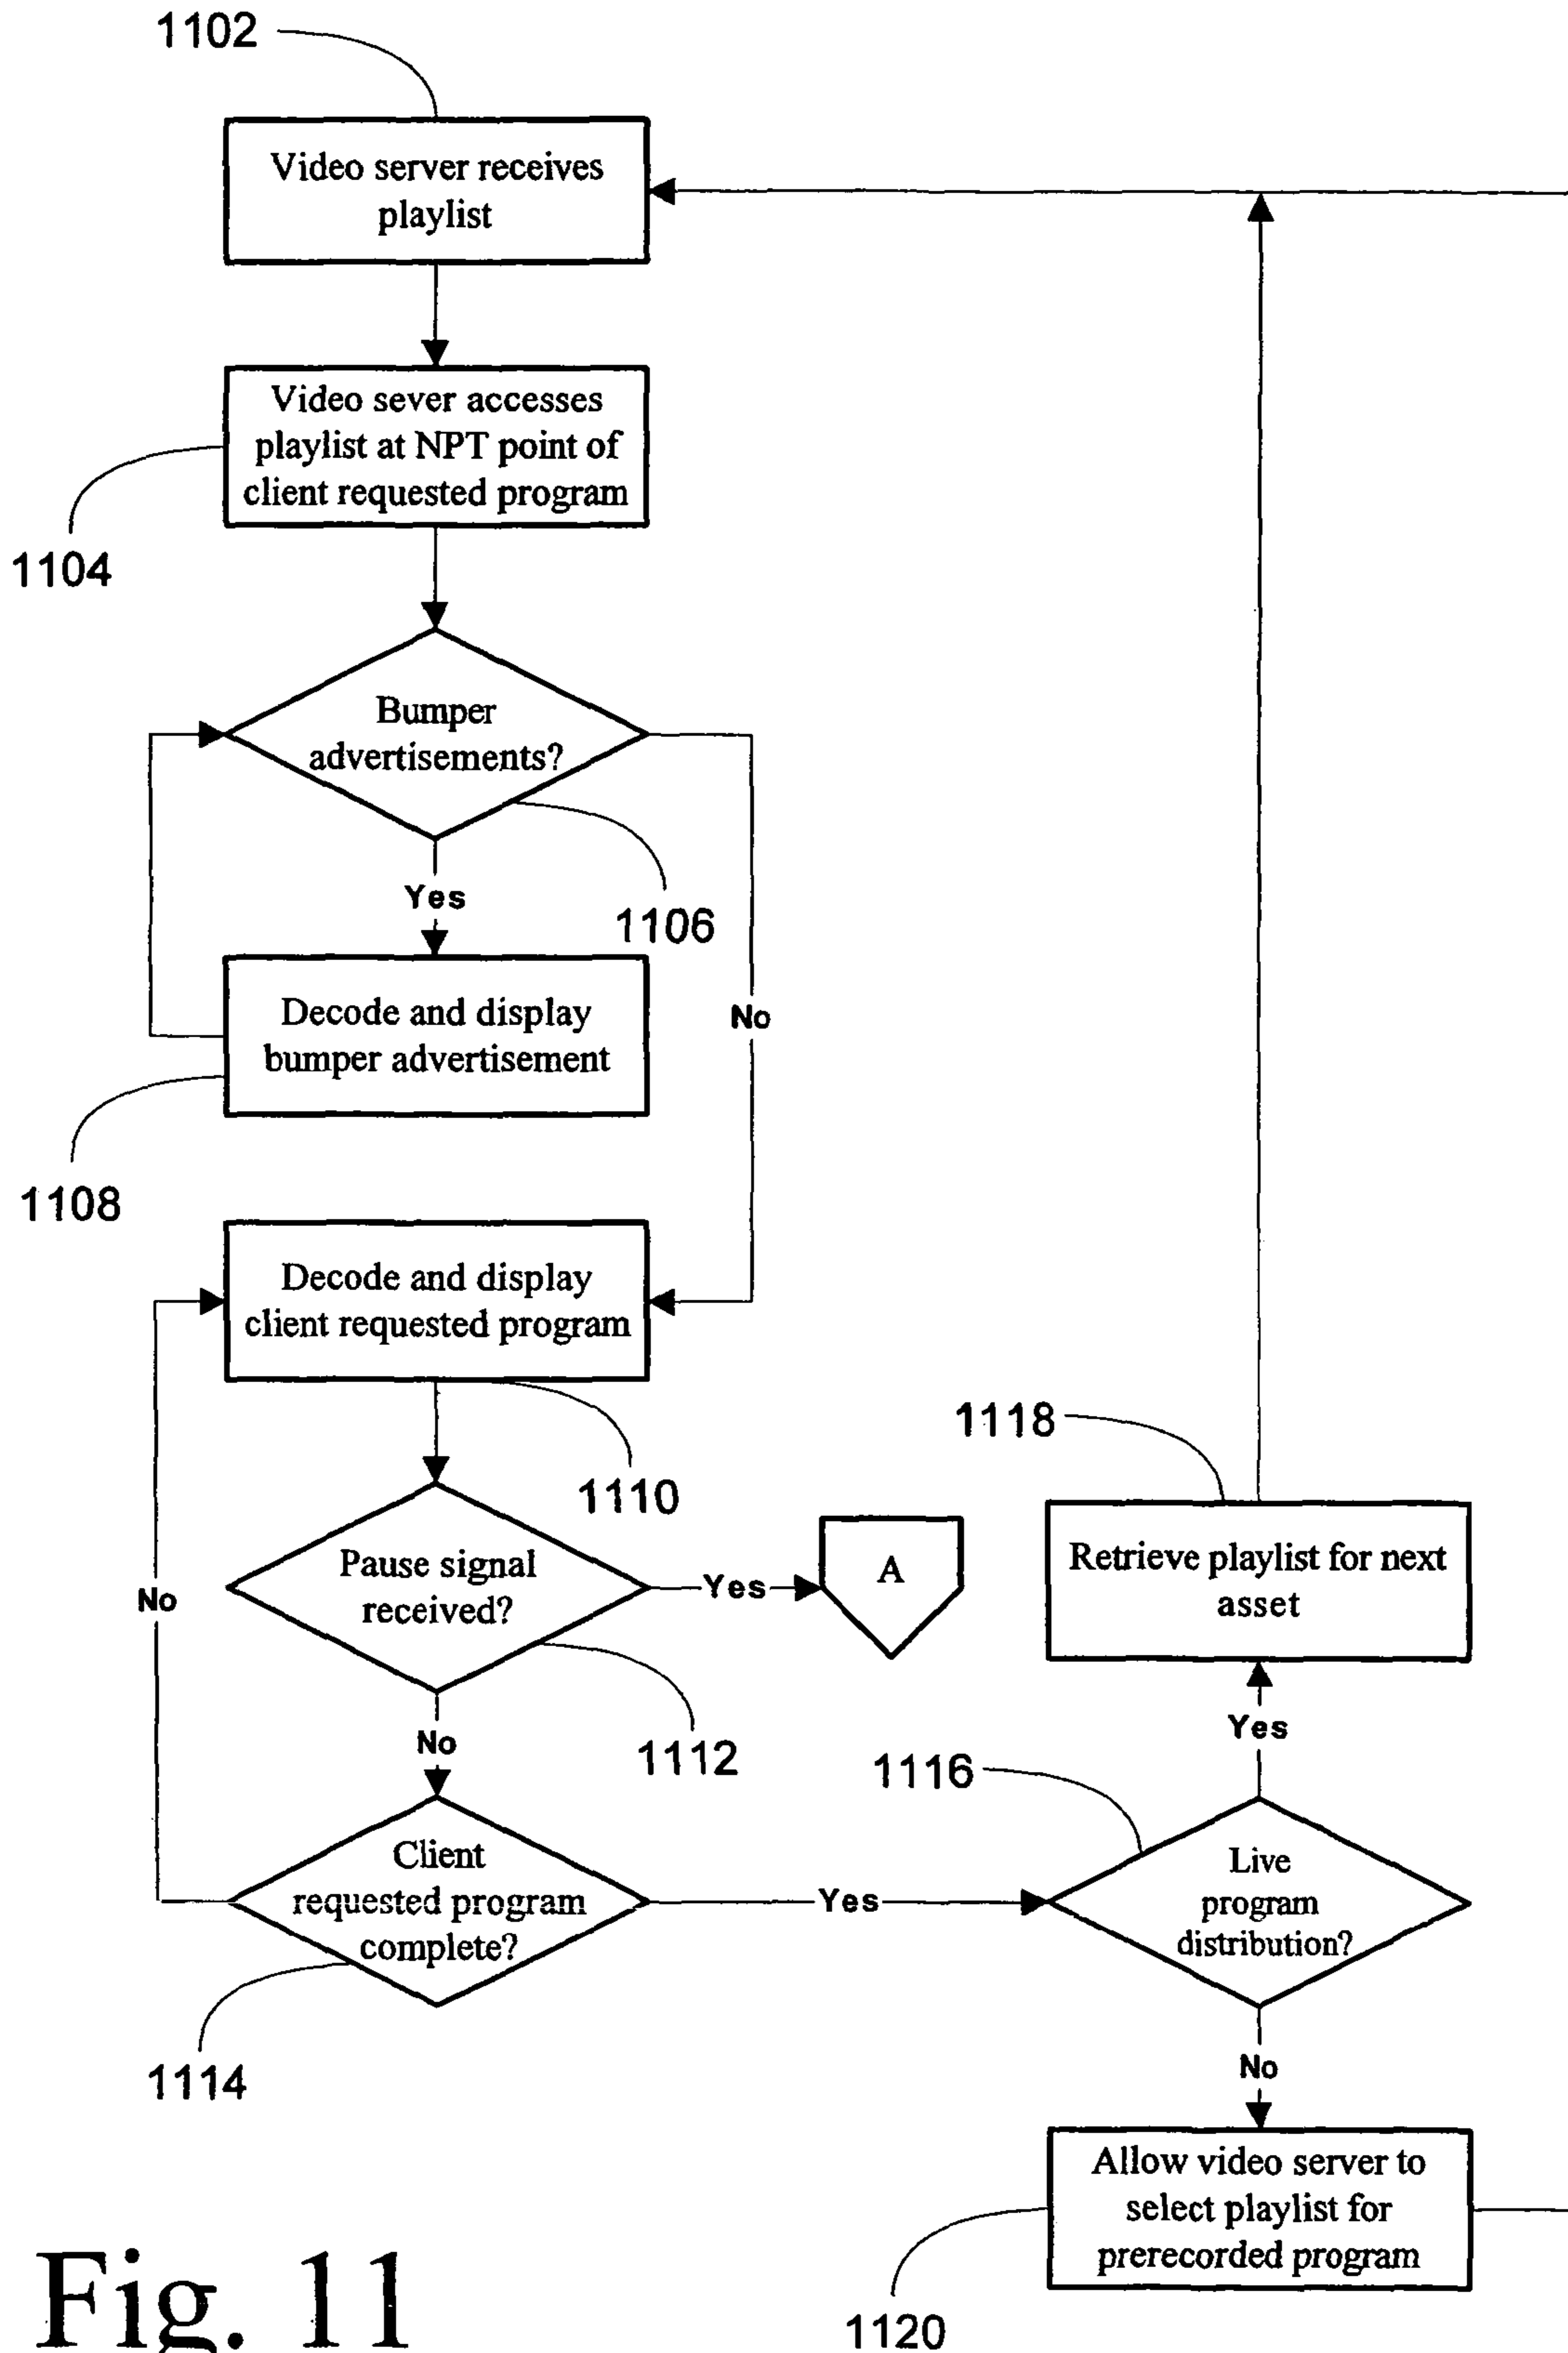 1102
Video server receives
playlist
Video sever accesses
playlist at NPT point of
client requested program
1104
Bumper
advertisements?
Yes
1106
Decode and display
bumper advertisement
No
1108
Decode and display
client requested program
1110
1118
Pause signal
received?
Yes
A
Retrieve playlist for next
asset
No
No
1112
Yes
1116
Client
requested program
complete?
Yes
Live
program
distribution?
1114
No
Allow video server to
select playlist for
prerecorded program
1120
Fig. 11